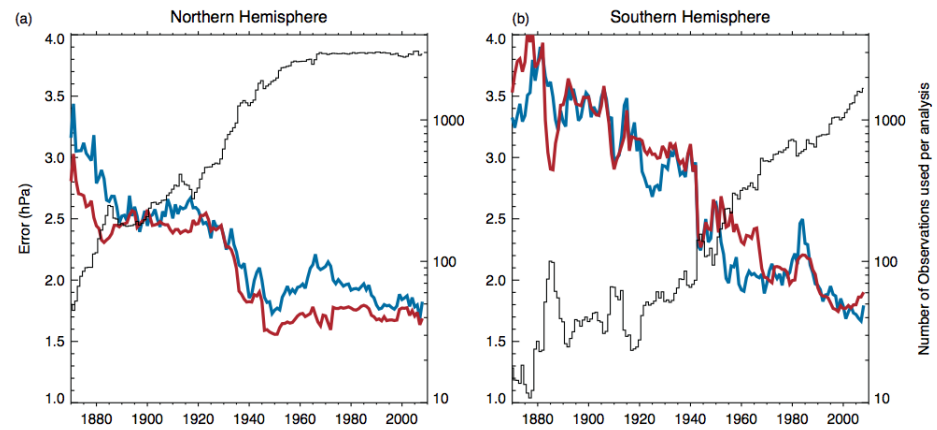 (a)
Northern Hemisphere
4.0
3.5
3.0
2.5
2.0
1.5
1.0
Error (hPa)
1000
100
10
1880 1900 1920 1940 1960 1980 2000
(b)
Southern Hemisphere
4.0
3.5
3.0
2.5
2.0
1.5
1.0
1000
100
10
Number of Observations used per analysis
1880 1900 1920 1940 1960 1980 2000